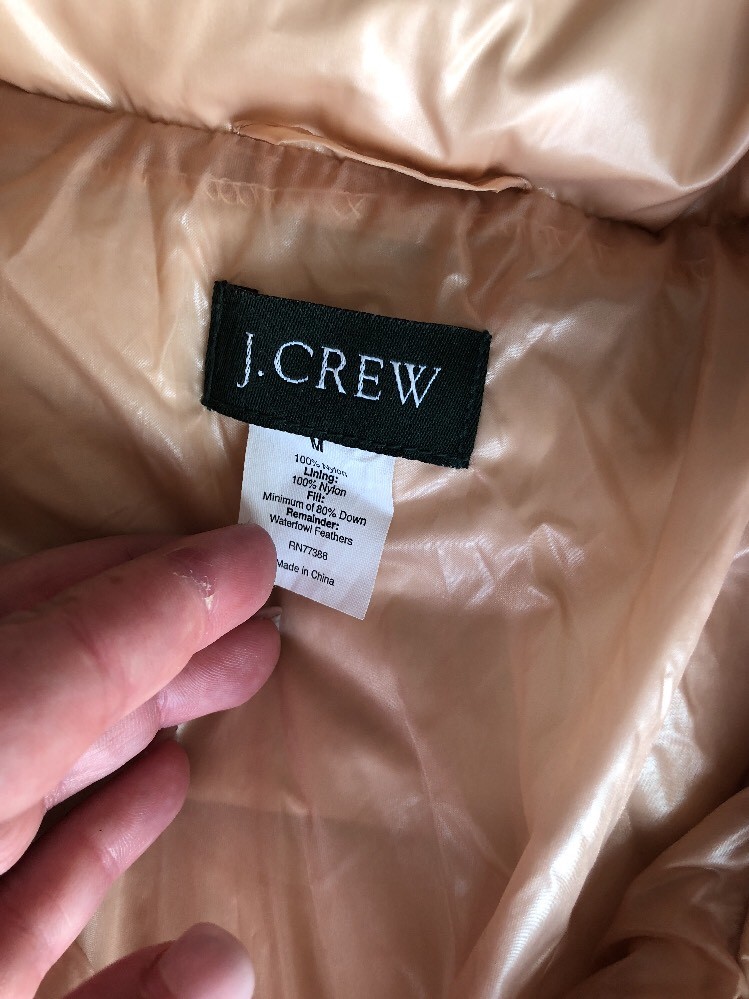 J.CREW
M
100% Nylon
Lining:
100% Nylon
Fill:
Minimum of 80% Down
Remainder:
Waterfowl Feathers
RN77388
Made in China